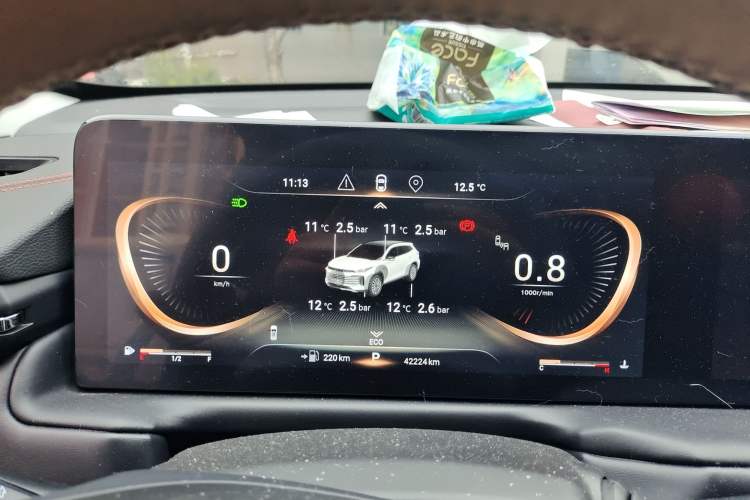 Face
11:13
12.5 °C
11 °C 2.5 bar
11 °C 2.5 bar
0
km/h
0.8
1000r/min
12 °C 2.5 bar
12 °C 2.6 bar
ECO
1/2
F
220 km
P
42224 km
C
H